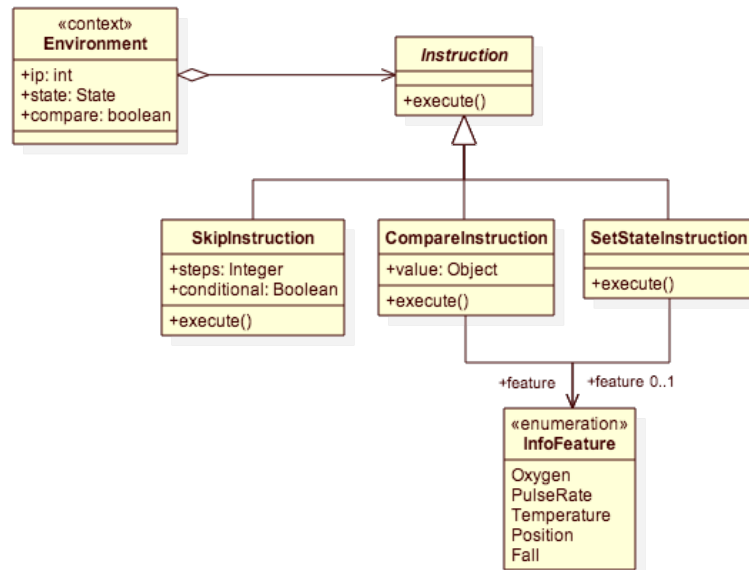 «context»
Environment
+ip: int
+state: State
+compare: boolean
Instruction
+execute()
SkipInstruction
+steps: Integer
+conditional: Boolean
+execute()
CompareInstruction
+value: Object
+execute()
SetStateInstruction
+execute()
+feature
+feature 0..1
«enumeration»
InfoFeature
Oxygen
PulseRate
Temperature
Position
Fall